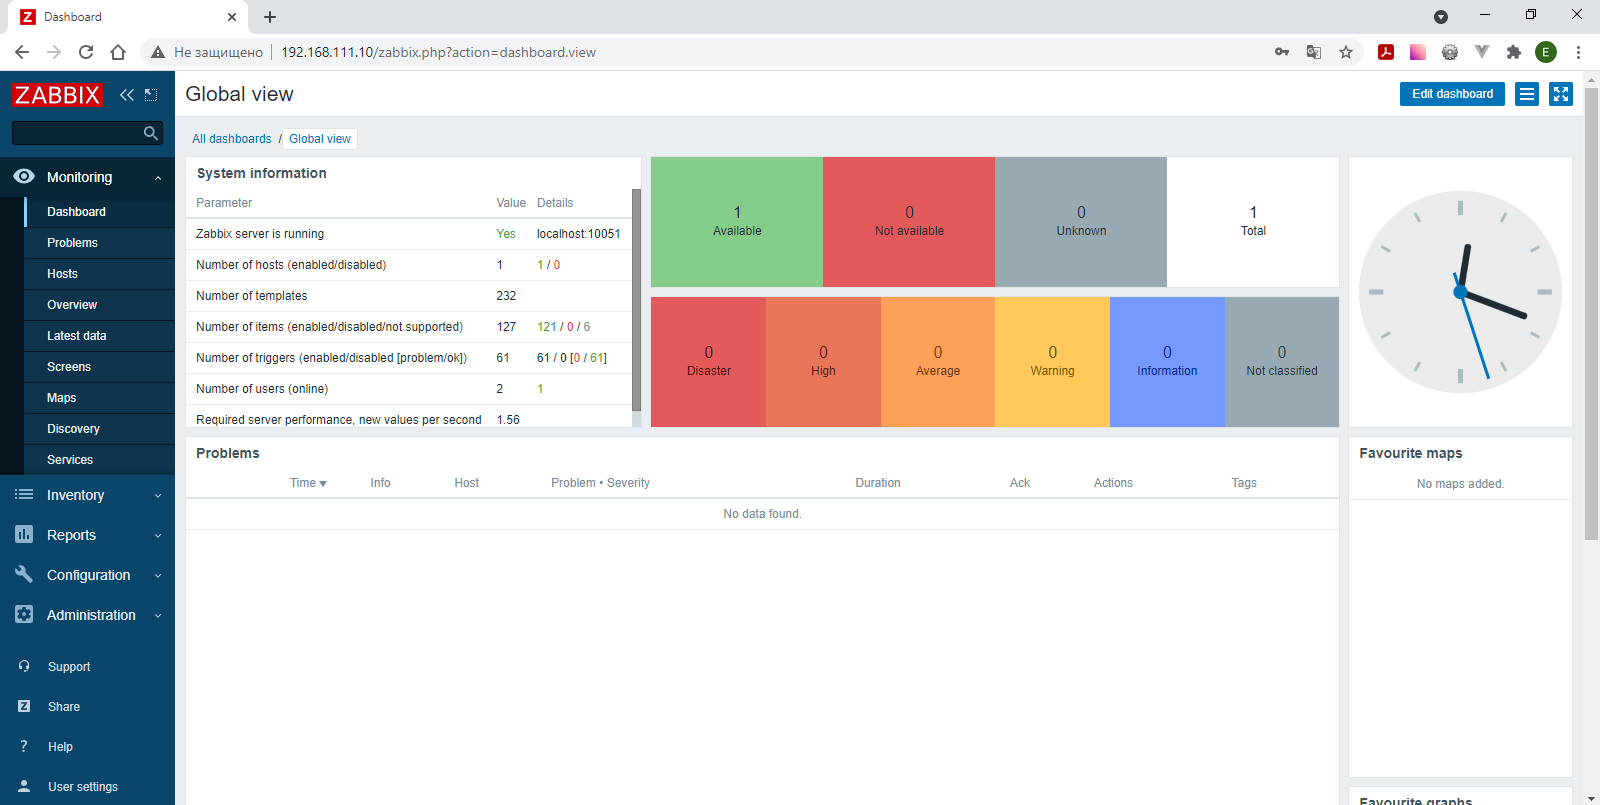 Z Dashboard
Не защищено 192.168.111.10/zabbix.php?action=dashboard.view E
ZABBIX
Global view
Edit dashboard
All dashboards / Global view
Monitoring
Dashboard
Problems
Hosts
Overview
Latest data
Screens
Maps
Discovery
Services
Inventory
Reports
Configuration
Administration
Support
Z Share
? Help
User settings
System information
Parameter Value Details
Zabbix server is running Yes localhost:10051
Number of hosts (enabled/disabled) 1 1 / 0
Number of templates 232
Number of items (enabled/disabled/not supported) 127 121 / 0 / 6
Number of triggers (enabled/disabled [problem/ok]) 61 61 / 0 [0 / 61]
Number of users (online) 2 1
Required server performance, new values per second 1.56
1 0 0 1
Available Not available Unknown Total
0 0 0 0 0 0
Disaster High Average Warning Information Not classified
Problems
Time Info Host Problem • Severity Duration Ack Actions Tags
No data found.
Favourite maps
No maps added.
Favourite graphs